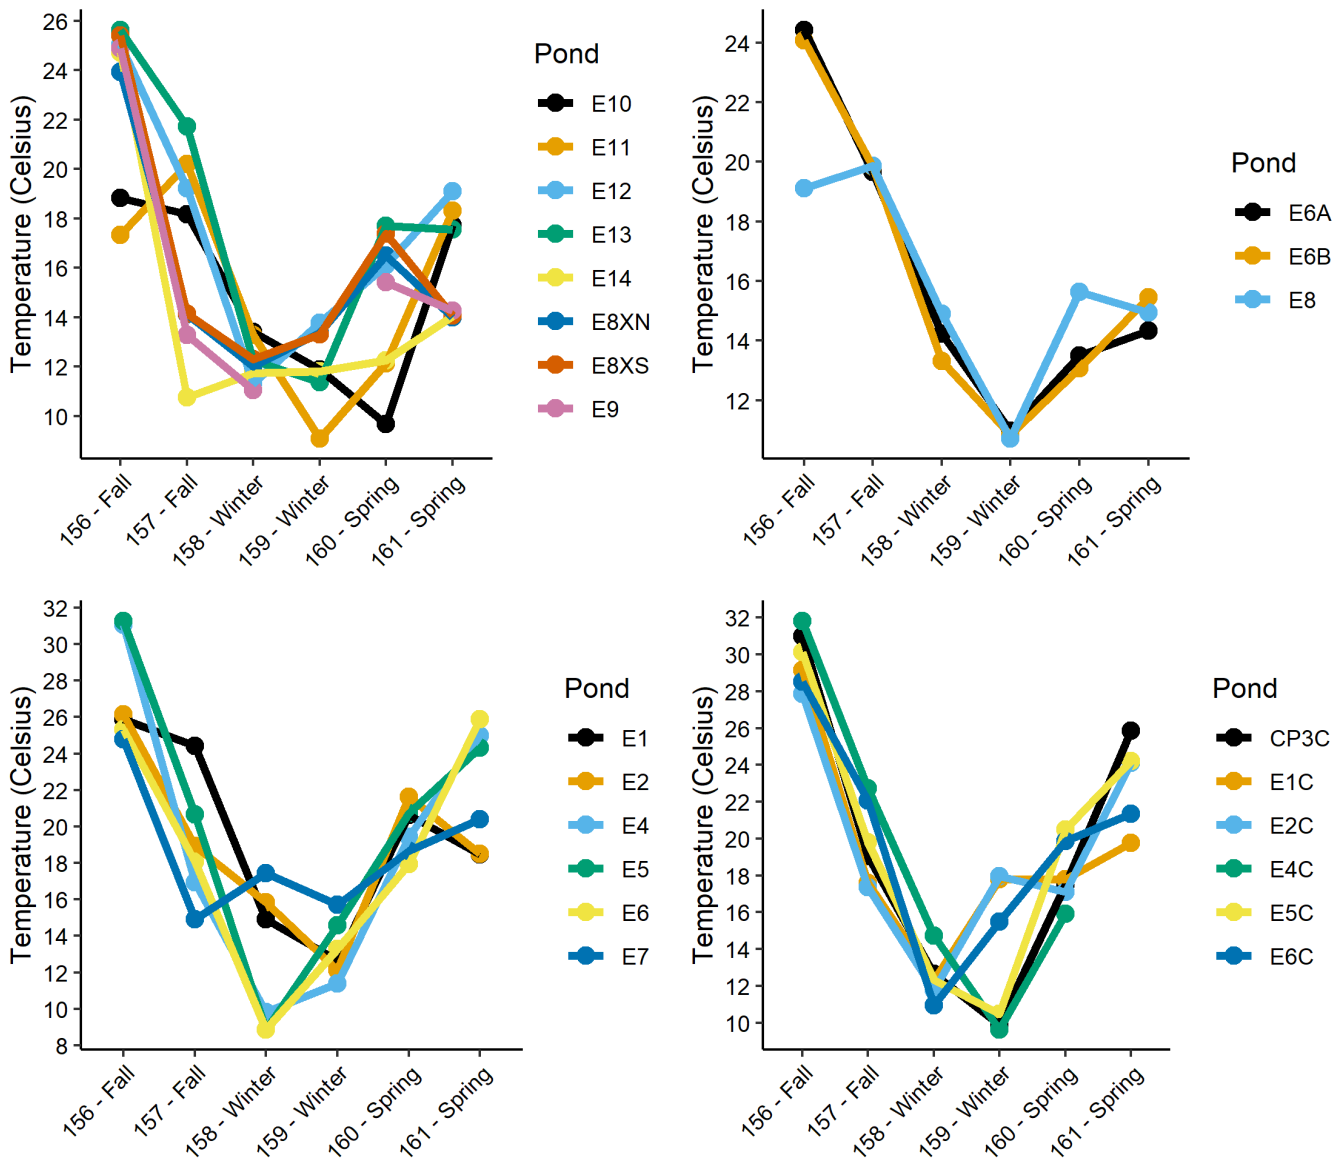 Temperature (Celsius)
26
24
22
20
18
16
14
12
10
156 - Fall
157 - Fall
158 - Winter
159 - Winter
160 - Spring
161 - Spring
Pond
E10
E11
E12
E13
E14
E8XN
E8XS
E9
Temperature (Celsius)
24
22
20
18
16
14
12
156 - Fall
157 - Fall
158 - Winter
159 - Winter
160 - Spring
161 - Spring
Pond
E6A
E6B
E8
Temperature (Celsius)
32
30
28
26
24
22
20
18
16
14
12
10
8
156 - Fall
157 - Fall
158 - Winter
159 - Winter
160 - Spring
161 - Spring
Pond
E1
E2
E4
E5
E6
E7
Temperature (Celsius)
32
30
28
26
24
22
20
18
16
14
12
10
156 - Fall
157 - Fall
158 - Winter
159 - Winter
160 - Spring
161 - Spring
Pond
CP3C
E1C
E2C
E4C
E5C
E6C